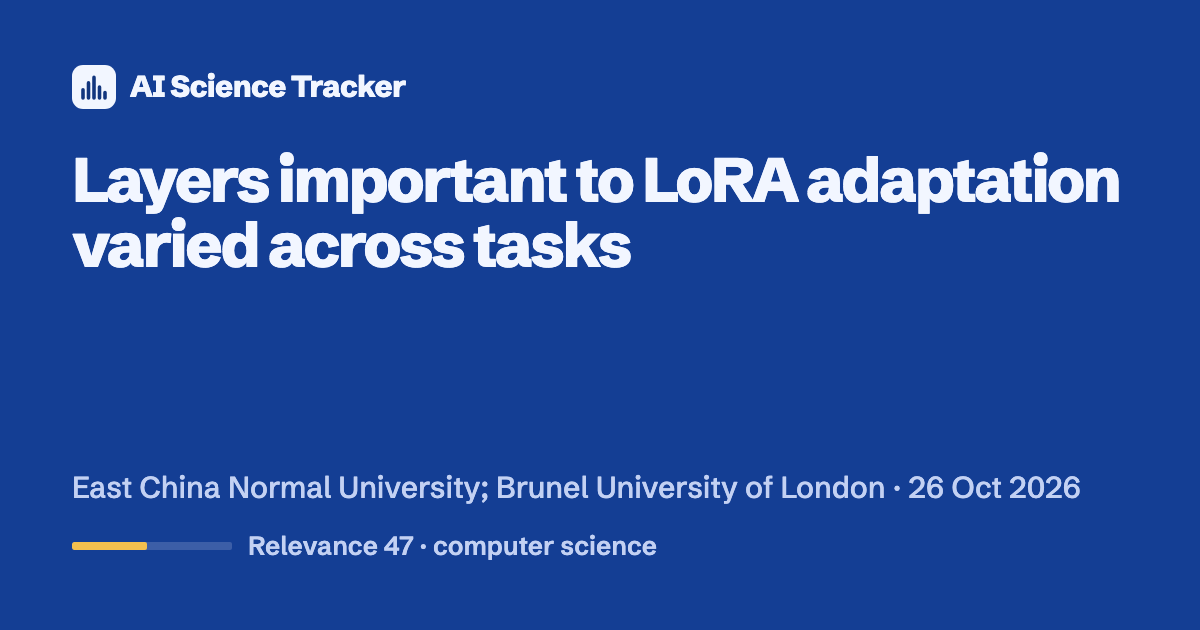 AI Science Tracker
Layers important to LoRA adaptation
varied across tasks
East China Normal University; Brunel University of London · 26 Oct 2026
Relevance 47 · computer science